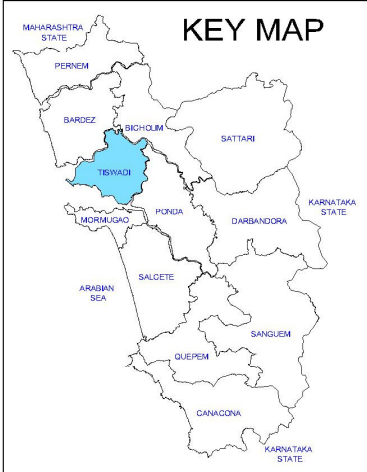 KEY MAP
MAHARASHTRA
STATE
PERNEM
BARDEZ
BICHOLIM
SATTARI
TISWADI
KARNATAKA
STATE
MORMUGAO
PONDA
DARBANDORA
ARABIAN
SEA
SALCETE
SANGUEM
QUEPEM
CANACONA
KARNATAKA
STATE